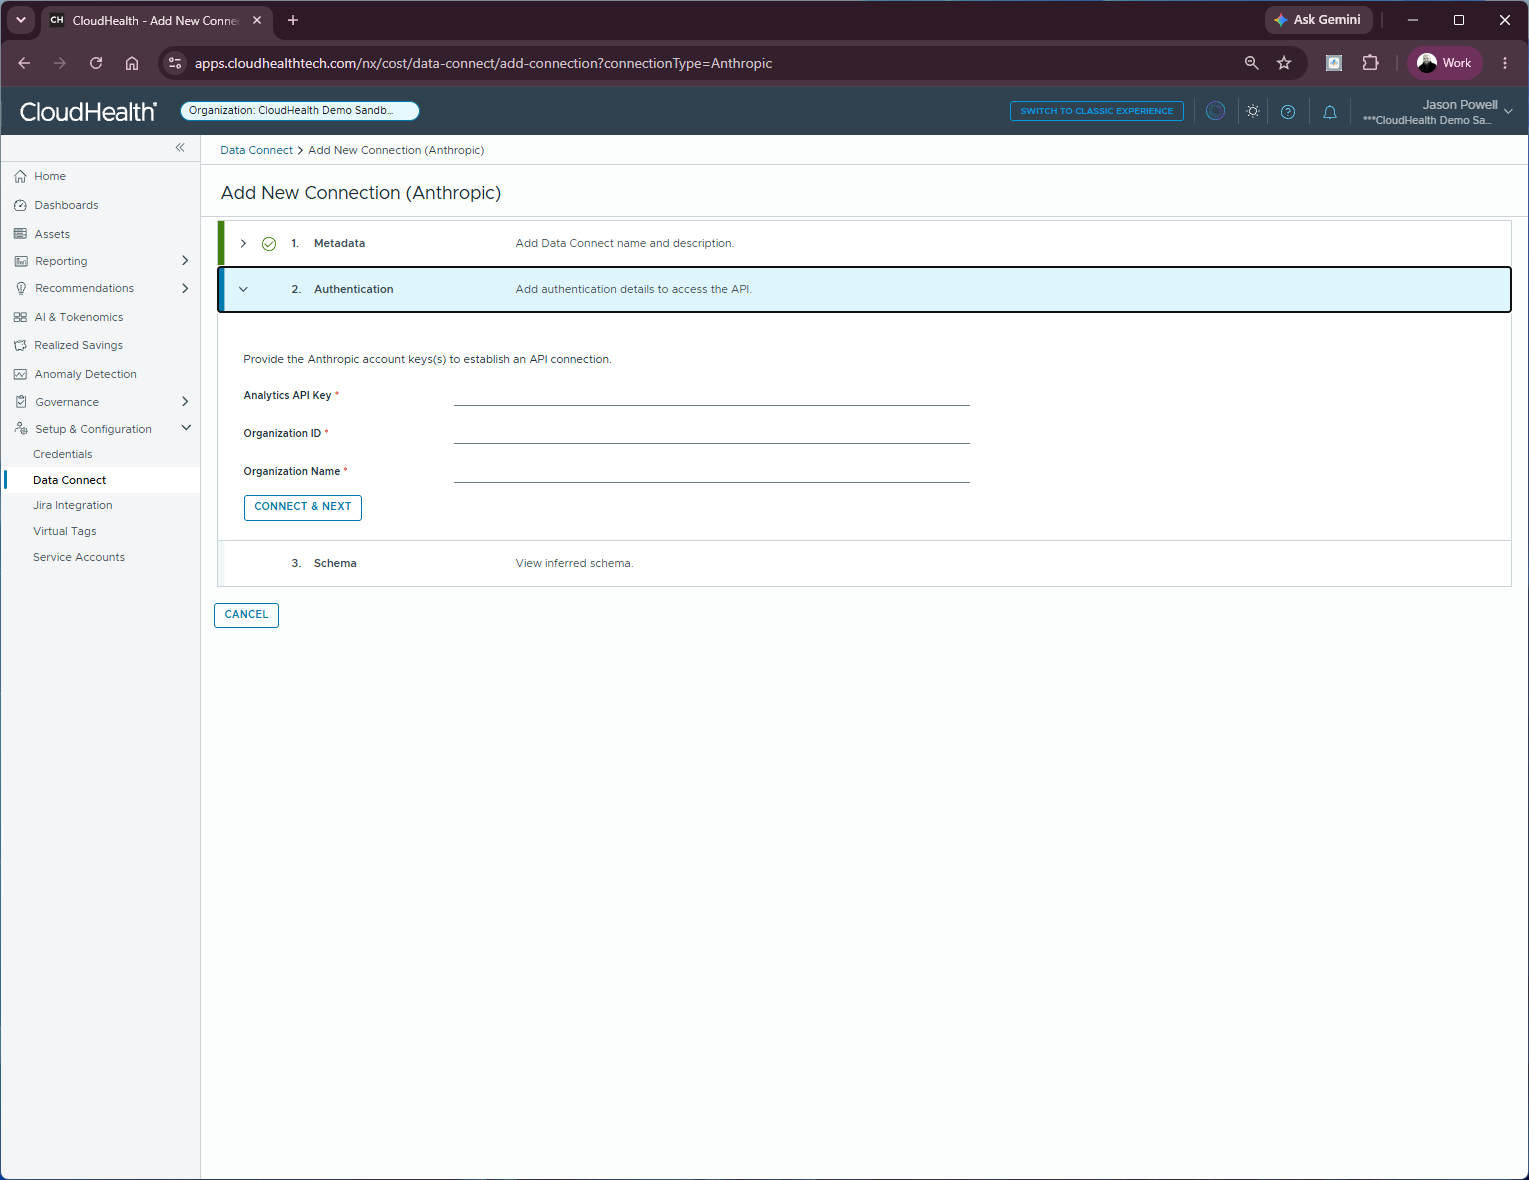 CH CloudHealth - Add New Conne
Ask Gemini
apps.cloudhealthtech.com/nx/cost/data-connect/add-connection?connectionType=Anthropic
Work
CloudHealth
Organization: CloudHealth Demo Sandb...
SWITCH TO CLASSIC EXPERIENCE
Jason Powell
***CloudHealth Demo Sa...
Data Connect > Add New Connection (Anthropic)
Home
Dashboards
Assets
Reporting
Recommendations
AI & Tokenomics
Realized Savings
Anomaly Detection
Governance
Setup & Configuration
Credentials
Data Connect
Jira Integration
Virtual Tags
Service Accounts
Add New Connection (Anthropic)
1. Metadata Add Data Connect name and description.
2. Authentication Add authentication details to access the API.
Provide the Anthropic account keys(s) to establish an API connection.
Analytics API Key *
Organization ID *
Organization Name *
CONNECT & NEXT
3. Schema View inferred schema.
CANCEL